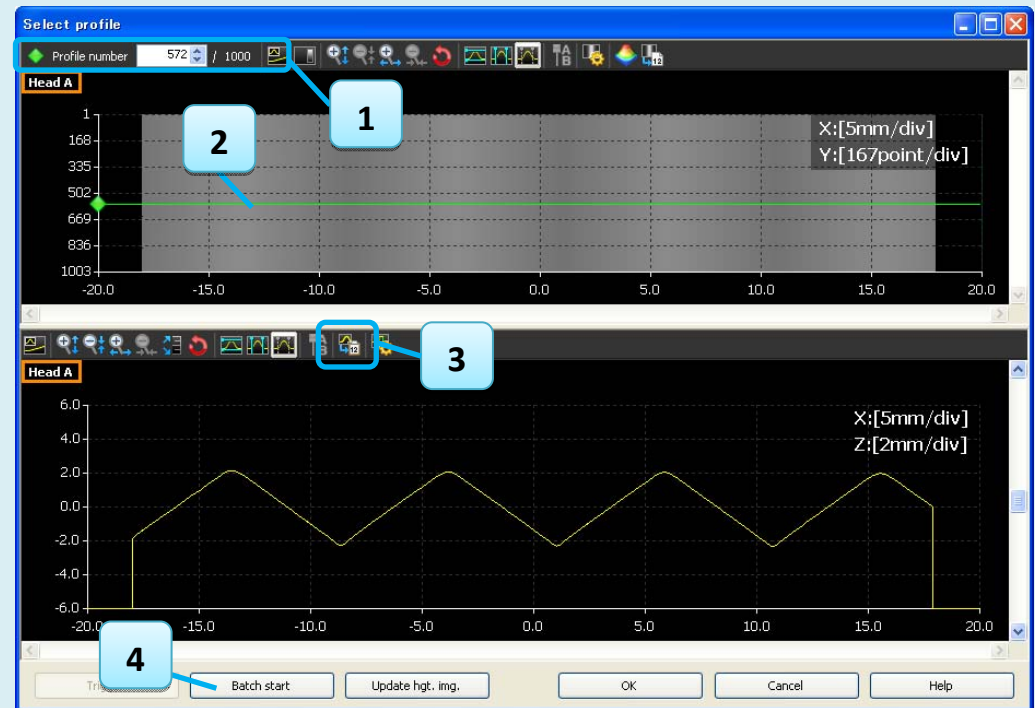 Select profile
Profile number 572 / 1000
Head A
1
X:[5mm/div]
Y:[167point/div]
1
168
335
502
669
836
1003
2
-20.0 -15.0 -10.0 -5.0 0.0 5.0 10.0 15.0 20.0
3
Head A
X:[5mm/div]
Z:[2mm/div]
6.0
4.0
2.0
0.0
-2.0
-4.0
-6.0
-20.0 -15.0 -10.0 -5.0 0.0 5.0 10.0 15.0 20.0
4
Batch start Update hgt. img. OK Cancel Help